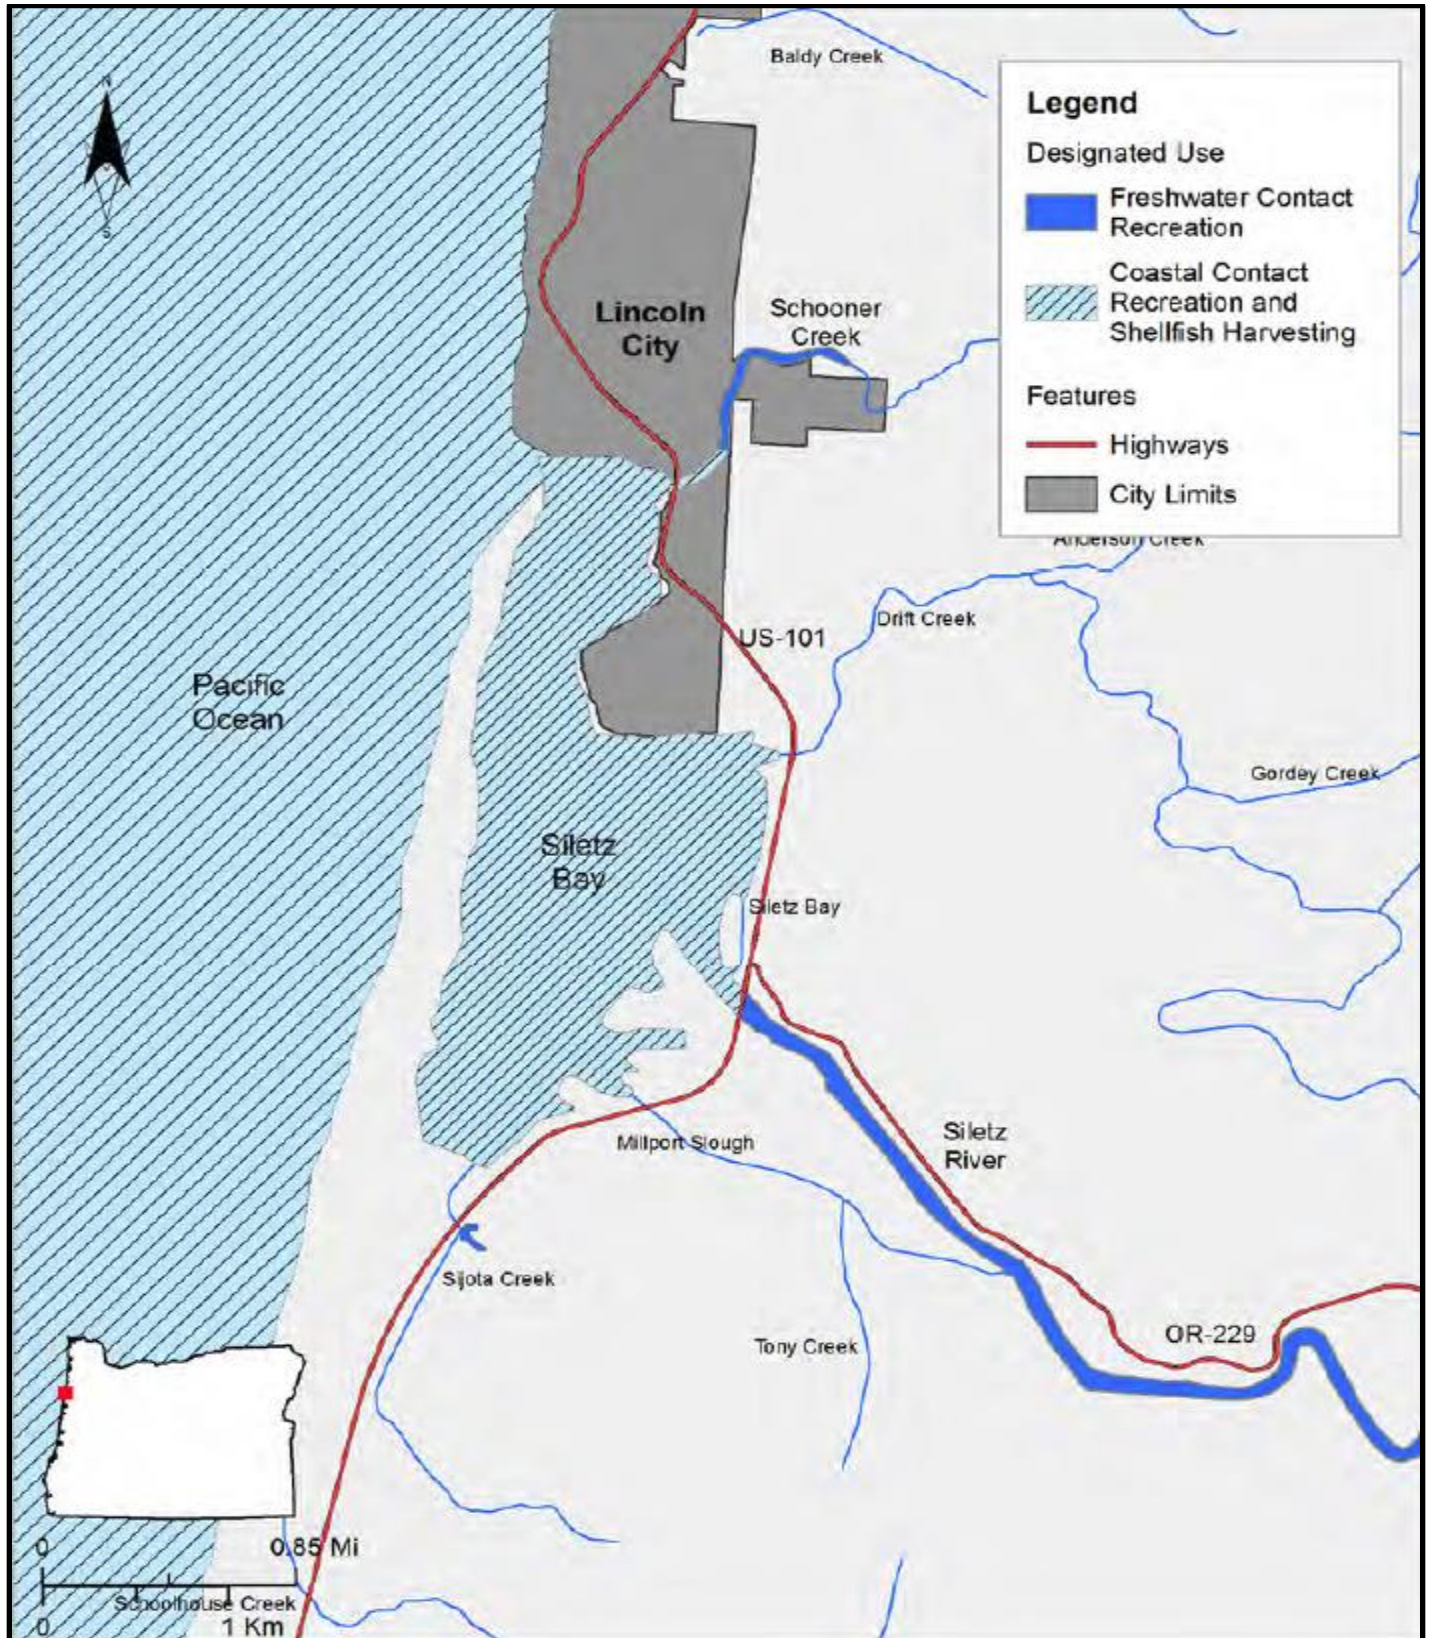 N
S
Baldy Creek
Legend
Designated Use
Freshwater Contact
Recreation
Coastal Contact
Recreation and
Shellfish Harvesting
Features
Highways
City Limits
Lincoln
City
Schooner
Creek
Anderson Creek
Drift Creek
US-101
Pacific
Ocean
Gordey Creek
Siletz
Bay
Siletz Bay
Siletz
River
Millport Slough
Sijota Creek
Tony Creek
OR-229
0 0.85 Mi
Schoolhouse Creek
0 1 Km